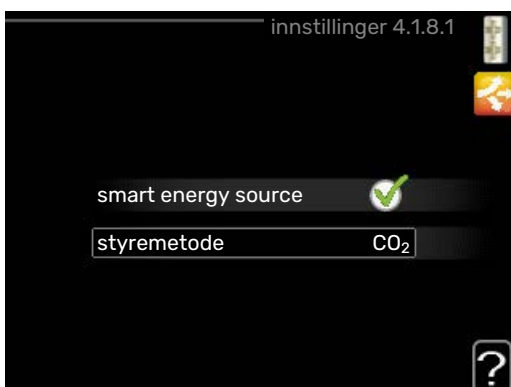 innstillinger 4.1.8.1
smart energy source
styremetode CO₂
?